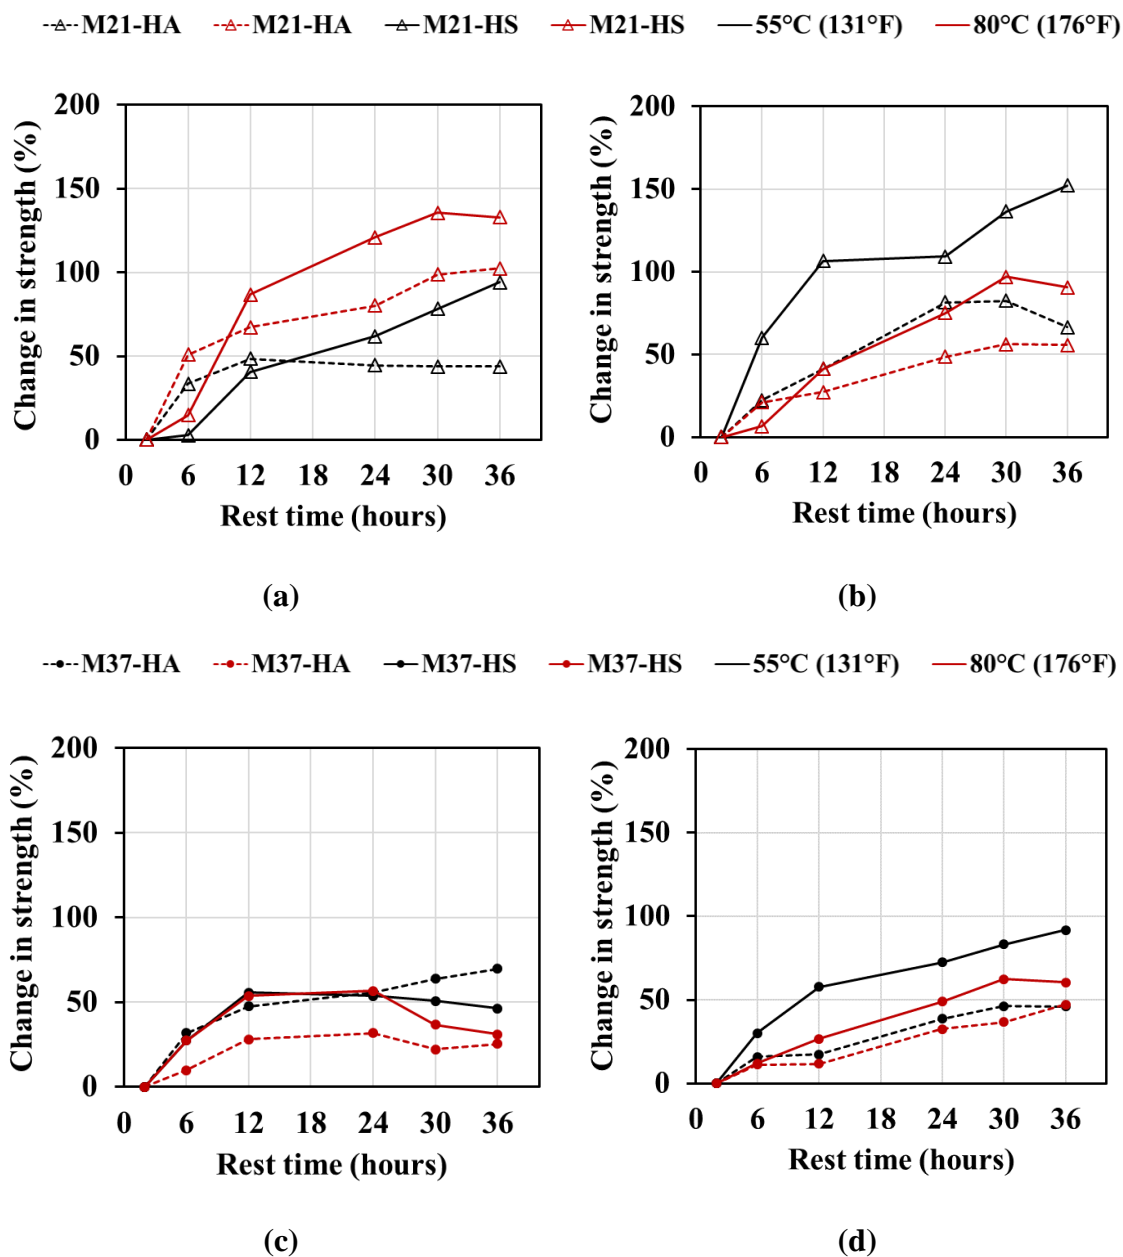 M21-HA M21-HA M21-HS M21-HS 55°C (131°F) 80°C (176°F)
Change in strength (%)
200
150
100
50
0
0 6 12 18 24 30 36
Rest time (hours)
(a)
Change in strength (%)
200
150
100
50
0
0 6 12 18 24 30 36
Rest time (hours)
(b)
M37-HA M37-HA M37-HS M37-HS 55°C (131°F) 80°C (176°F)
Change in strength (%)
200
150
100
50
0
0 6 12 18 24 30 36
Rest time (hours)
(c)
Change in strength (%)
200
150
100
50
0
0 6 12 18 24 30 36
Rest time (hours)
(d)